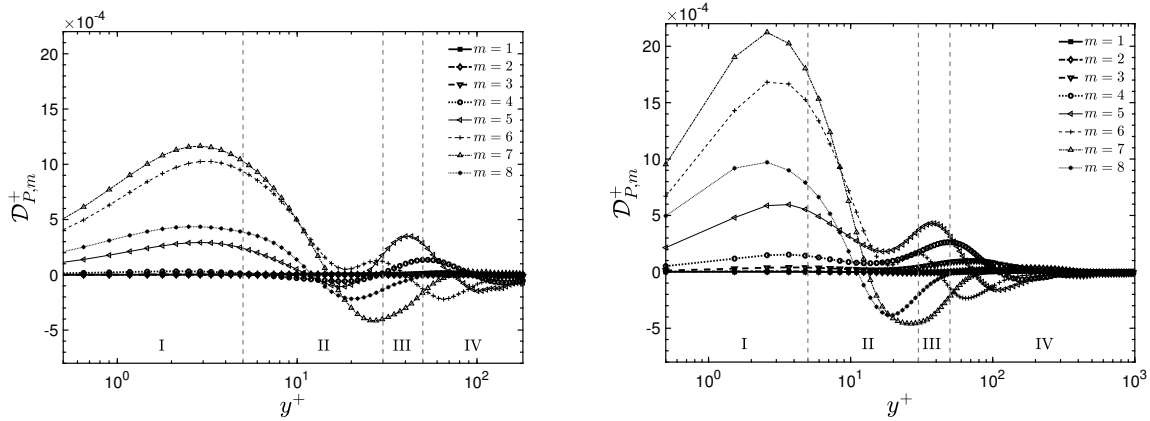 ×10⁻⁴
20
15
10
5
0
-5
𝒟⁺_{P,m}
I
II
III
IV
10⁰
10¹
10²
y⁺
m = 1
m = 2
m = 3
m = 4
m = 5
m = 6
m = 7
m = 8
×10⁻⁴
20
15
10
5
0
-5
𝒟⁺_{P,m}
I
II
III
IV
10⁰
10¹
10²
10³
y⁺
m = 1
m = 2
m = 3
m = 4
m = 5
m = 6
m = 7
m = 8